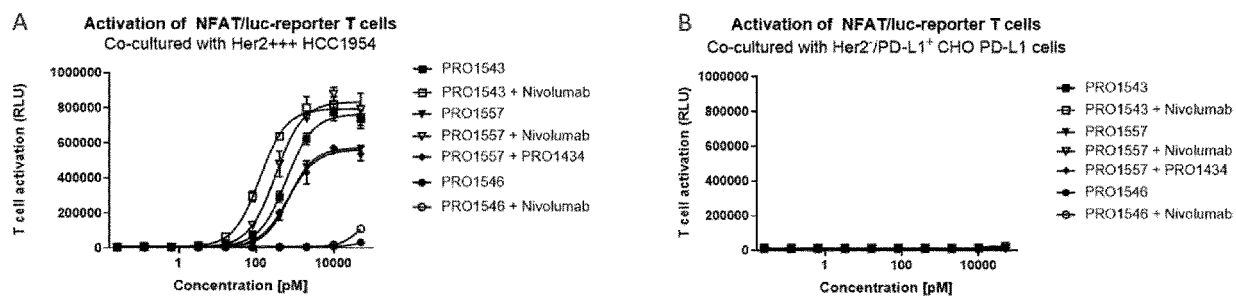 A
Activation of NFAT/luc-reporter T cells
Co-cultured with Her2+++ HCC1954
T cell activation (RLU)
1000000
800000
600000
400000
200000
0
1
100
10000
Concentration [pM]
PRO1543
PRO1543 + Nivolumab
PRO1557
PRO1557 + Nivolumab
PRO1557 + PRO1434
PRO1546
PRO1546 + Nivolumab
B
Activation of NFAT/luc-reporter T cells
Co-cultured with Her2⁻/PD-L1⁺ CHO PD-L1 cells
T cell activation (RLU)
1000000
800000
600000
400000
200000
0
1
100
10000
Concentration [pM]
PRO1543
PRO1543 + Nivolumab
PRO1557
PRO1557 + Nivolumab
PRO1557 + PRO1434
PRO1546
PRO1546 + Nivolumab